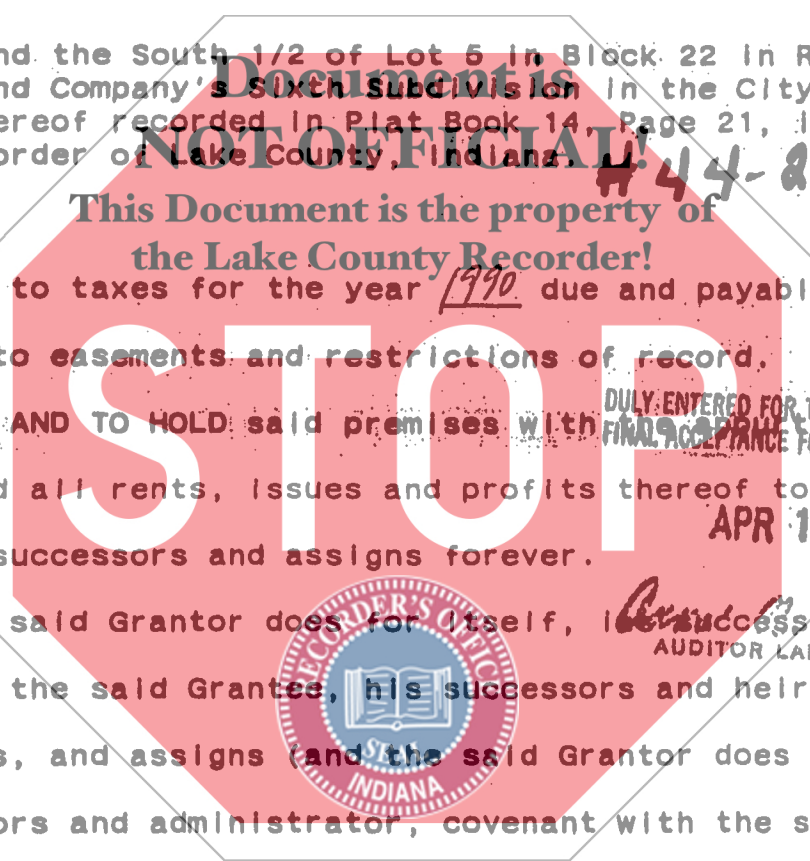 nd the South 1/2 of Lot 5 in Block 22 in R
nd Company's Sixth Subdivision in the City
ereof recorded in Plat Book 14, Page 21, i
order of Lake County, Indiana. #44-2
Document is
NOT OFFICIAL!
This Document is the property of
the Lake County Recorder!
to taxes for the year 1990 due and payabl
to easements and restrictions of record.
STOP
AND TO HOLD said premises with the
DULY ENTERED FOR
FINAL ACCEPTANCE F
d all rents, issues and profits thereof to
APR 1
successors and assigns forever.
said Grantor does for itself, its success
AUDITOR LA
the said Grantee, his successors and heir
s, and assigns (and the said Grantor does
ors and administrator, covenant with the s
RECORDER'S OFFICE
SEAL
INDIANA